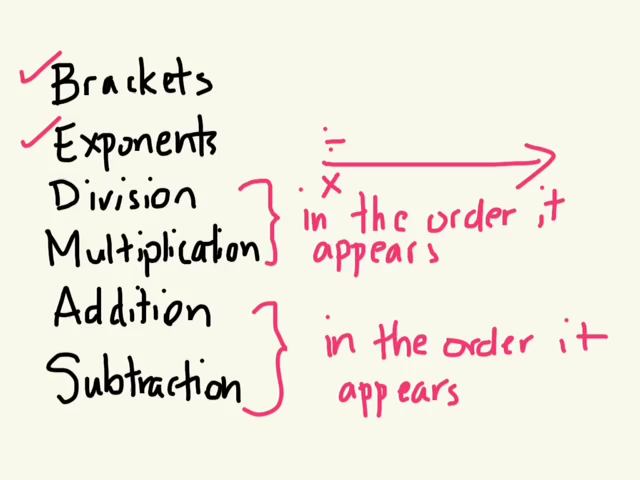 Brackets
Exponents
÷
x
Division
Multiplication
in the order it
appears
Addition
Subtraction
in the order it
appears